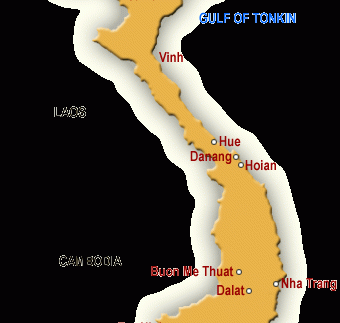 GULF OF TONKIN
Vinh
LAOS
Hue
Danang
Hoian
CAMBODIA
Buon Me Thuat
Nha Trang
Dalat